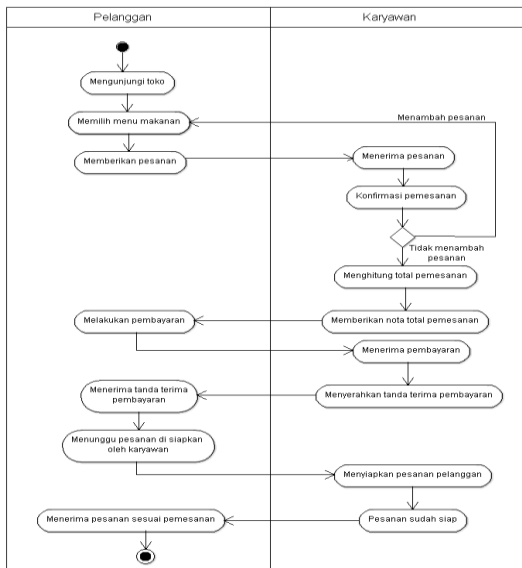 Pelanggan
Karyawan
Mengunjungi toko
Memilih menu makanan
Menambah pesanan
Memberikan pesanan
Menerima pesanan
Konfirmasi pemesanan
Tidak menambah
pesanan
Menghitung total pemesanan
Memberikan nota total pemesanan
Melakukan pembayaran
Menerima pembayaran
Menyerahkan tanda terima pembayaran
Menerima tanda terima
pembayaran
Menunggu pesanan di siapkan
oleh karyawan
Menyiapkan pesanan pelanggan
Pesanan sudah siap
Menerima pesanan sesuai pemesanan